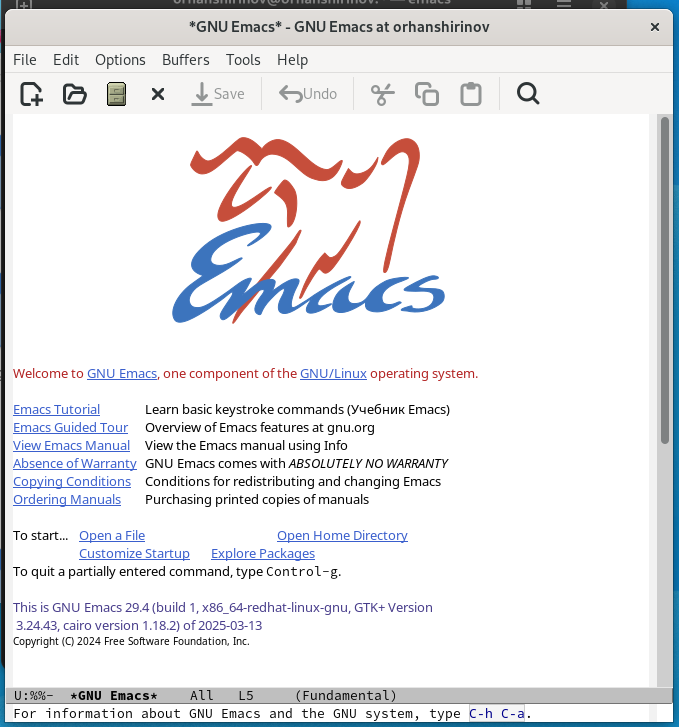 orhanshirinov@orhanshirinov: — emacs
*GNU Emacs* - GNU Emacs at orhanshirinov
File Edit Options Buffers Tools Help
Save Undo
Emacs
Welcome to GNU Emacs, one component of the GNU/Linux operating system.
Emacs Tutorial Learn basic keystroke commands (Учебник Emacs)
Emacs Guided Tour Overview of Emacs features at gnu.org
View Emacs Manual View the Emacs manual using Info
Absence of Warranty GNU Emacs comes with ABSOLUTELY NO WARRANTY
Copying Conditions Conditions for redistributing and changing Emacs
Ordering Manuals Purchasing printed copies of manuals
To start... Open a File Open Home Directory
Customize Startup Explore Packages
To quit a partially entered command, type Control-g.
This is GNU Emacs 29.4 (build 1, x86_64-redhat-linux-gnu, GTK+ Version
3.24.43, cairo version 1.18.2) of 2025-03-13
Copyright (C) 2024 Free Software Foundation, Inc.
U:%%- *GNU Emacs* All L5 (Fundamental)
For information about GNU Emacs and the GNU system, type C-h C-a.